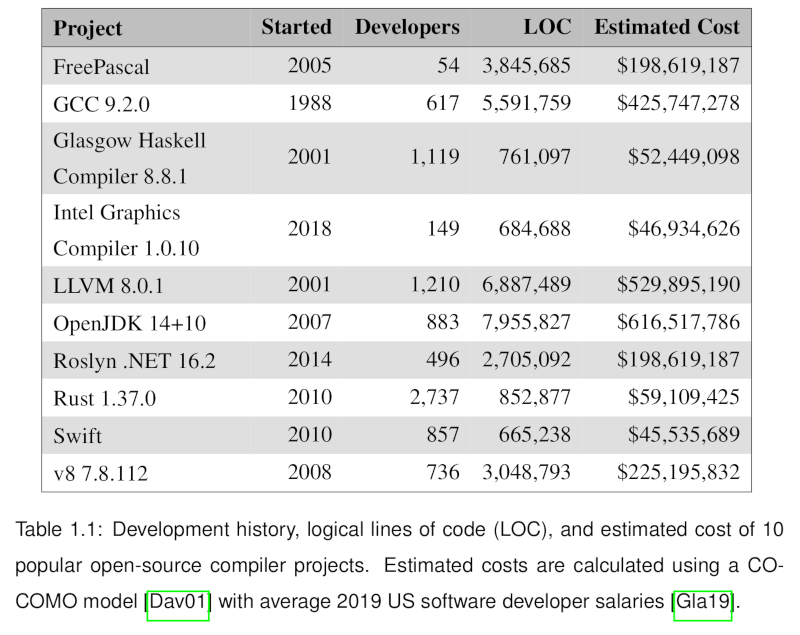 Project Started Developers LOC Estimated Cost
FreePascal 2005 54 3,845,685 $198,619,187
GCC 9.2.0 1988 617 5,591,759 $425,747,278
Glasgow Haskell
Compiler 8.8.1 2001 1,119 761,097 $52,449,098
Intel Graphics
Compiler 1.0.10 2018 149 684,688 $46,934,626
LLVM 8.0.1 2001 1,210 6,887,489 $529,895,190
OpenJDK 14+10 2007 883 7,955,827 $616,517,786
Roslyn .NET 16.2 2014 496 2,705,092 $198,619,187
Rust 1.37.0 2010 2,737 852,877 $59,109,425
Swift 2010 857 665,238 $45,535,689
v8 7.8.112 2008 736 3,048,793 $225,195,832
Table 1.1: Development history, logical lines of code (LOC), and estimated cost of 10
popular open-source compiler projects. Estimated costs are calculated using a CO-
COMO model [Dav01] with average 2019 US software developer salaries [Gla19].